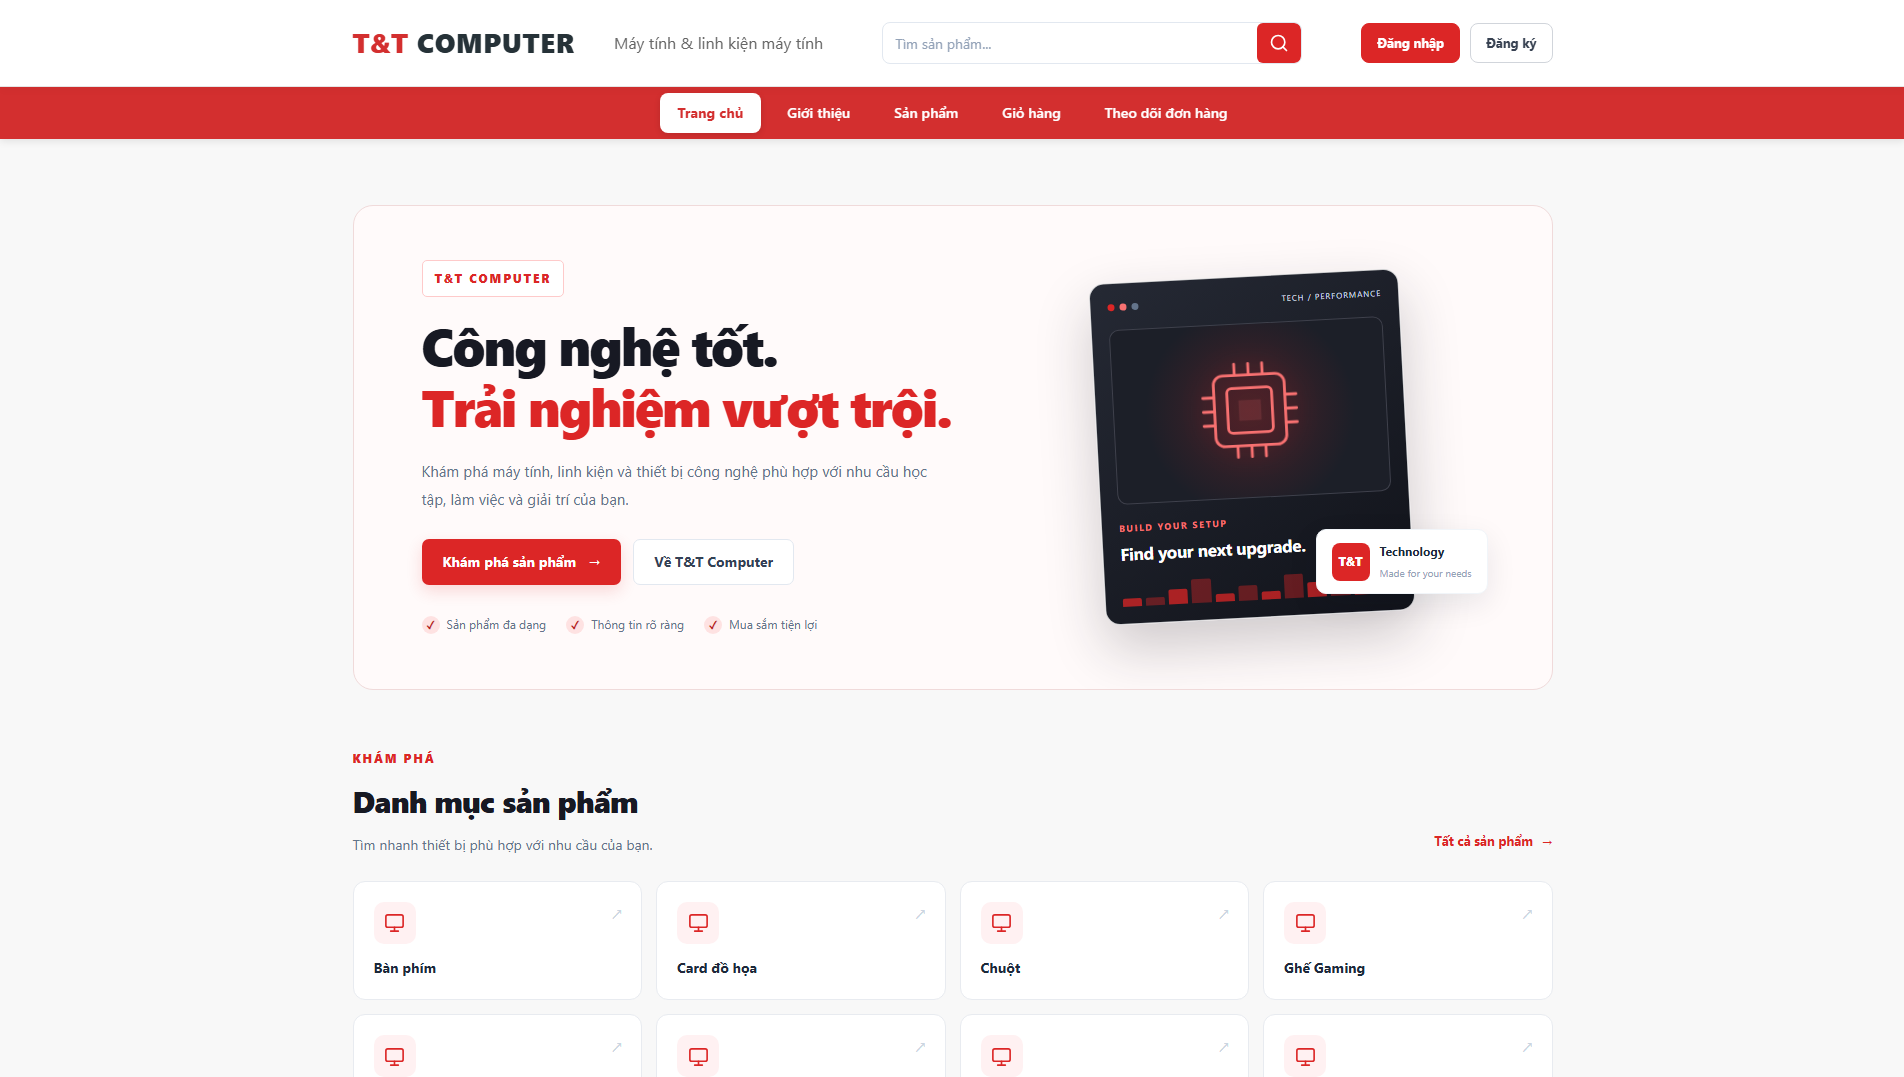 T&T COMPUTER
Máy tính & linh kiện máy tính
Tìm sản phẩm...
Đăng nhập
Đăng ký
Trang chủ
Giới thiệu
Sản phẩm
Giỏ hàng
Theo dõi đơn hàng
T&T COMPUTER
Công nghệ tốt.
Trải nghiệm vượt trội.
Khám phá máy tính, linh kiện và thiết bị công nghệ phù hợp với nhu cầu học
tập, làm việc và giải trí của bạn.
Khám phá sản phẩm →
Về T&T Computer
✓ Sản phẩm đa dạng
✓ Thông tin rõ ràng
✓ Mua sắm tiện lợi
TECH / PERFORMANCE
BUILD YOUR SETUP
Find your next upgrade.
T&T
Technology
Made for your needs
KHÁM PHÁ
Danh mục sản phẩm
Tìm nhanh thiết bị phù hợp với nhu cầu của bạn.
Tất cả sản phẩm →
Bàn phím
Card đồ họa
Chuột
Ghế Gaming